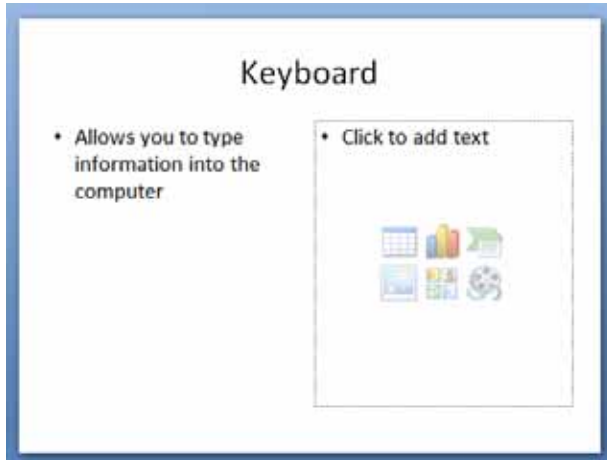 Keyboard
• Allows you to type
information into the
computer
• Click to add text